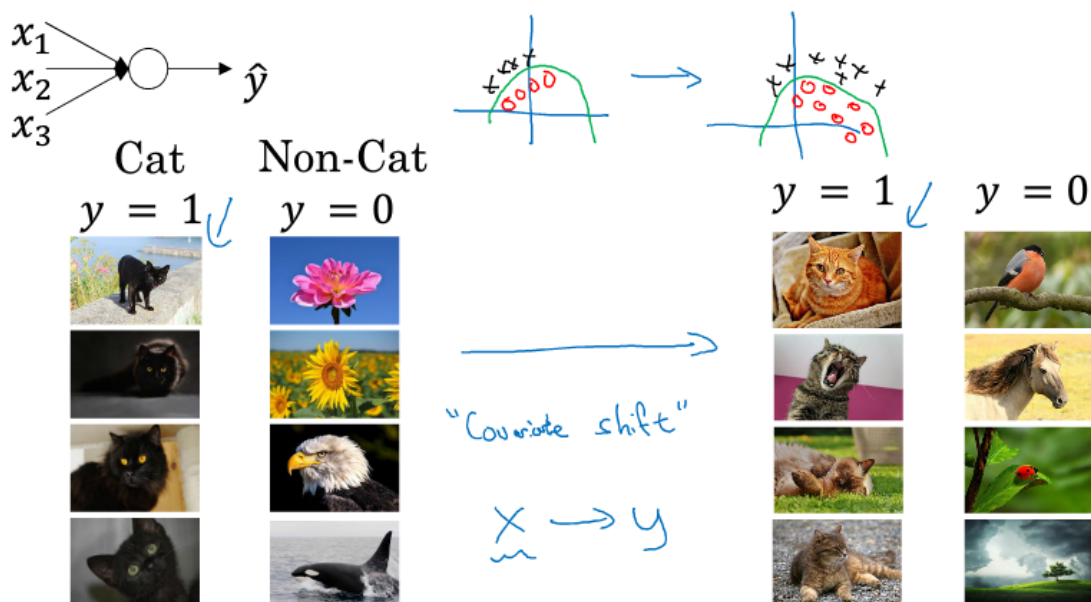 x₁
x₂
x₃
ŷ
Cat
Non-Cat
y = 1
y = 0
y = 1
y = 0
"Covariate shift"
x → y